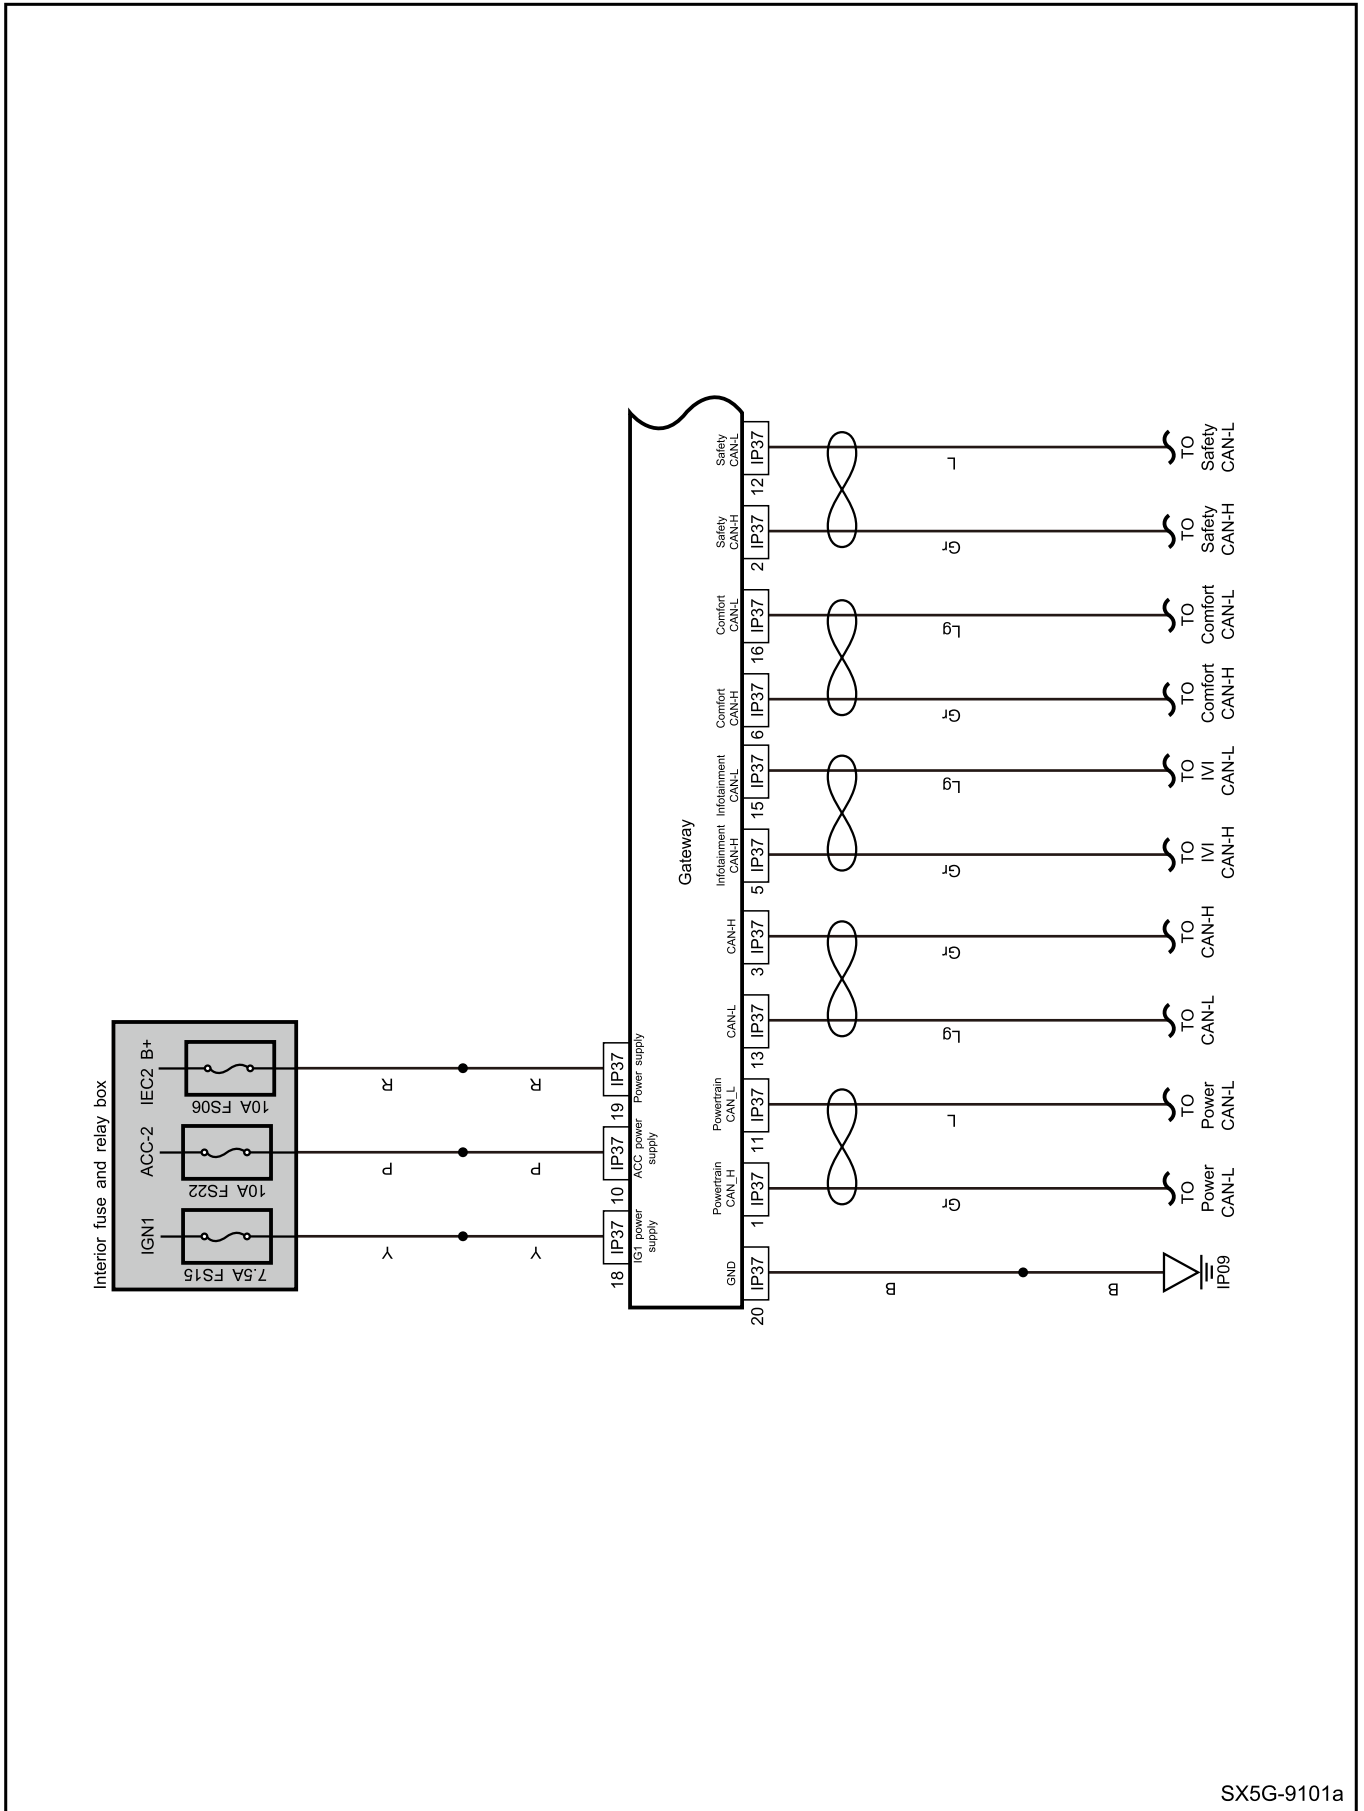 Interior fuse and relay box
IEC2 B+
10A FS06
ACC-2
10A FS22
IGN1
7.5A FS15
R
R
P
P
Y
Y
IP37
19
Power supply
IP37
10
ACC power
supply
IP37
18
IG1 power
supply
Gateway
Safety
CAN-L
IP37
12
L
TO
Safety
CAN-L
Safety
CAN-H
IP37
2
Gr
TO
Safety
CAN-H
Comfort
CAN-L
IP37
16
Lg
TO
Comfort
CAN-L
Comfort
CAN-H
IP37
6
Gr
TO
Comfort
CAN-H
Infotainment
CAN-L
IP37
15
Lg
TO
IVI
CAN-L
Infotainment
CAN-H
IP37
5
Gr
TO
IVI
CAN-H
CAN-H
IP37
3
Gr
TO
CAN-H
CAN-L
IP37
13
Lg
TO
CAN-L
Powertrain
CAN_L
IP37
11
L
TO
Power
CAN-L
Powertrain
CAN_H
IP37
1
Gr
TO
Power
CAN-L
GND
IP37
20
B
B
IP09
SX5G-9101a